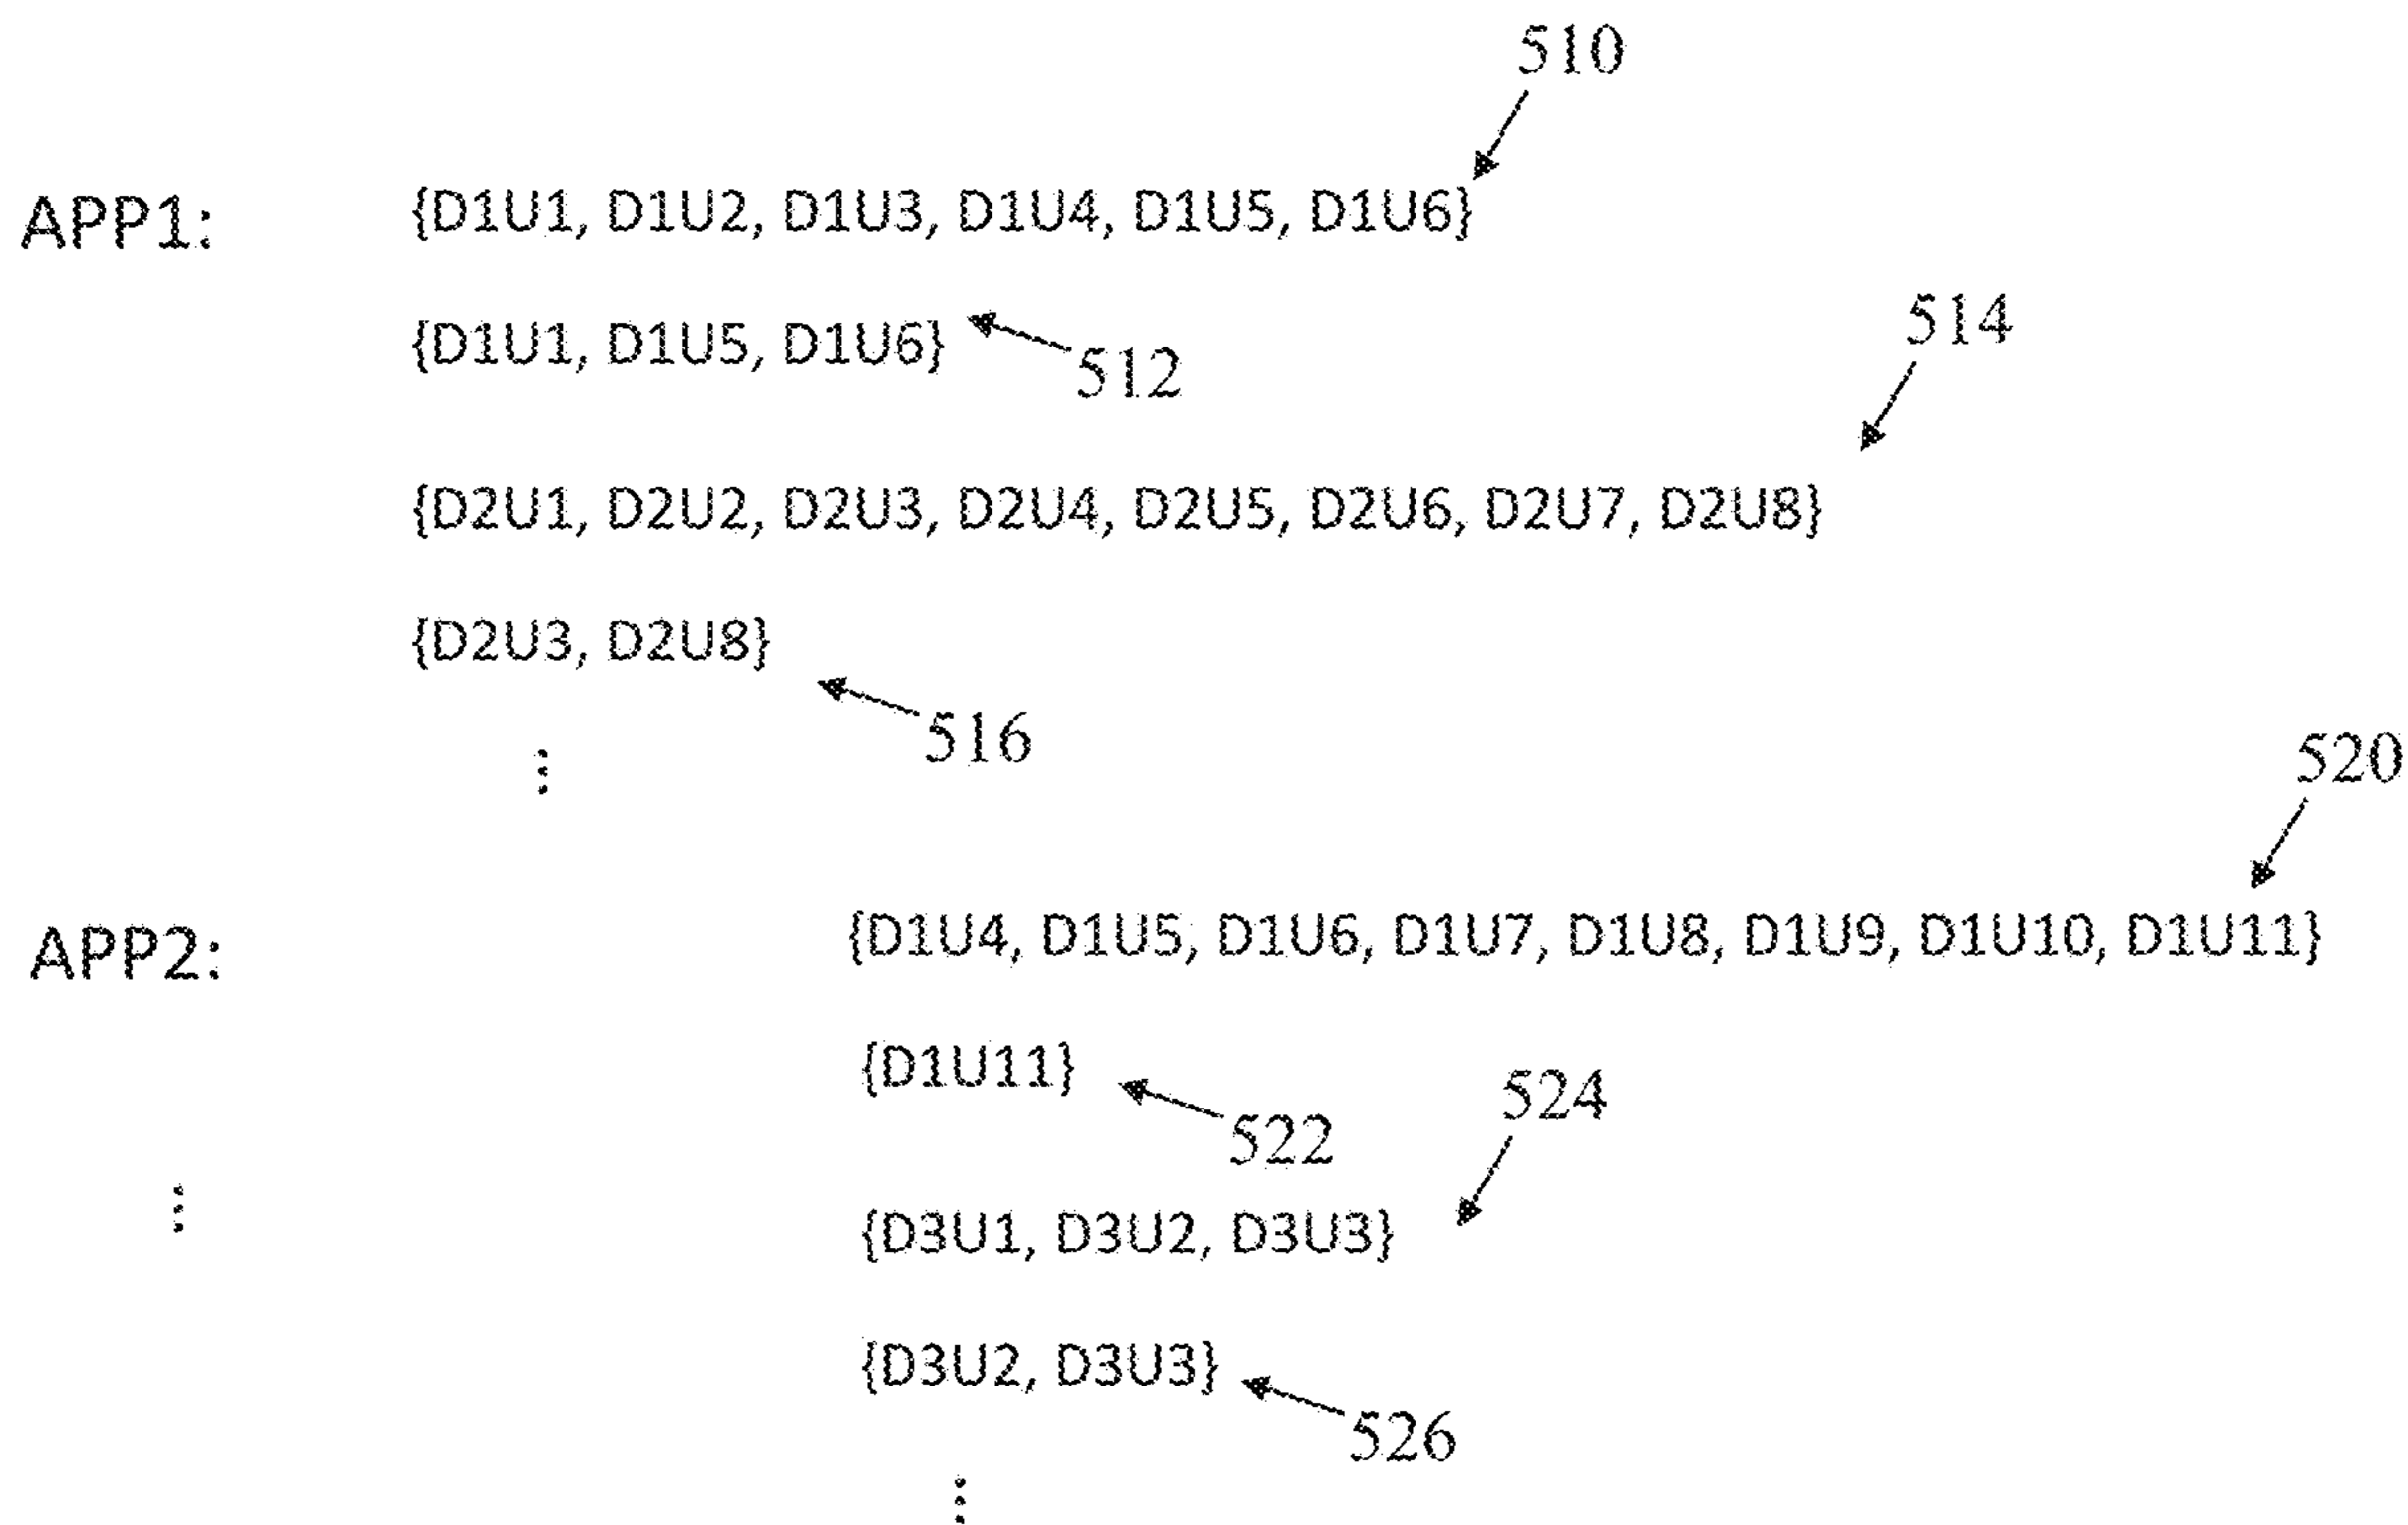 510
APP1: {D1U1, D1U2, D1U3, D1U4, D1U5, D1U6}
514
{D1U1, D1U5, D1U6}
512
{D2U1, D2U2, D2U3, D2U4, D2U5, D2U6, D2U7, D2U8}
{D2U3, D2U8}
516
⋮
520
APP2: {D1U4, D1U5, D1U6, D1U7, D1U8, D1U9, D1U10, D1U11}
{D1U11}
524
522
⋮
{D3U1, D3U2, D3U3}
{D3U2, D3U3}
526
⋮